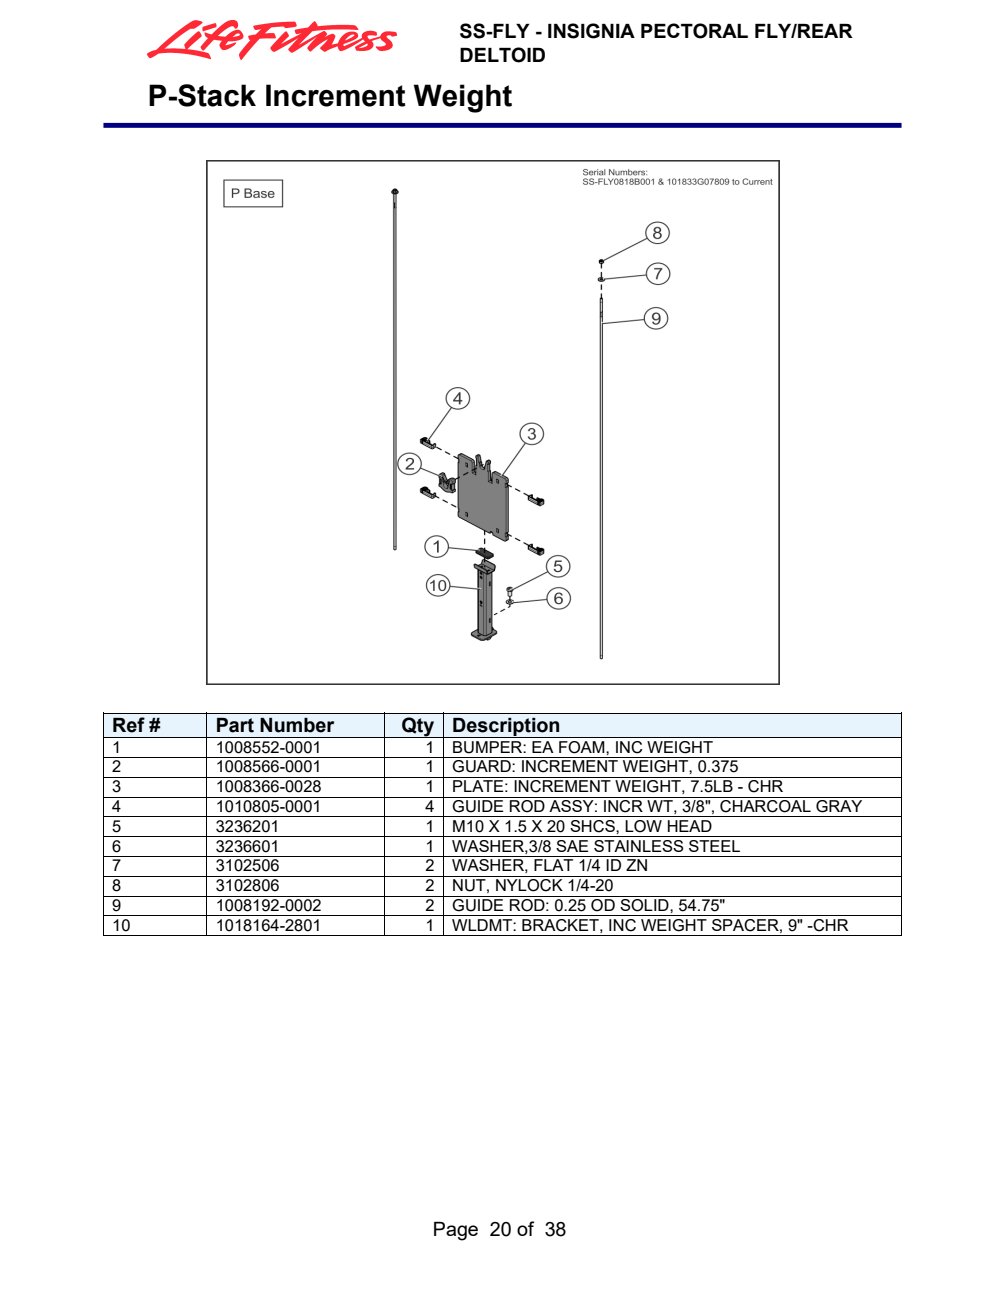 Life Fitness
SS-FLY - INSIGNIA PECTORAL FLY/REAR
DELTOID
P-Stack Increment Weight
P Base
Serial Numbers:
SS-FLY0818B001 & 101833G07809 to Current
8
7
9
4
3
2
1
5
10
6
Ref # Part Number Qty Description
1 1008552-0001 1 BUMPER: EA FOAM, INC WEIGHT
2 1008566-0001 1 GUARD: INCREMENT WEIGHT, 0.375
3 1008366-0028 1 PLATE: INCREMENT WEIGHT, 7.5LB - CHR
4 1010805-0001 4 GUIDE ROD ASSY: INCR WT, 3/8", CHARCOAL GRAY
5 3236201 1 M10 X 1.5 X 20 SHCS, LOW HEAD
6 3236601 1 WASHER,3/8 SAE STAINLESS STEEL
7 3102506 2 WASHER, FLAT 1/4 ID ZN
8 3102806 2 NUT, NYLOCK 1/4-20
9 1008192-0002 2 GUIDE ROD: 0.25 OD SOLID, 54.75"
10 1018164-2801 1 WLDMT: BRACKET, INC WEIGHT SPACER, 9" -CHR
Page 20 of 38